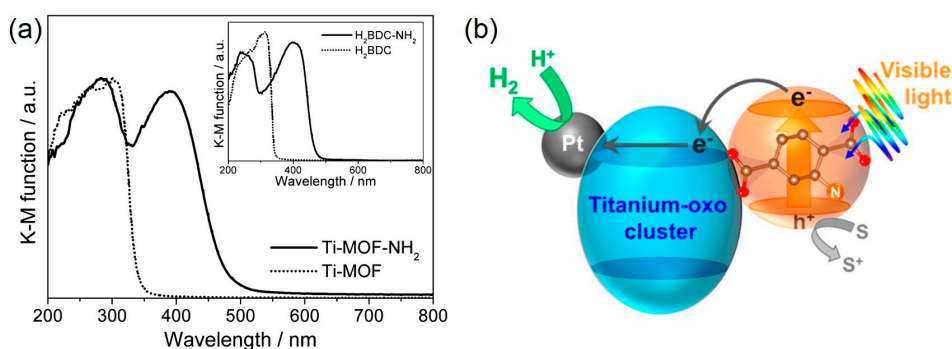 (a)
K-M function / a.u.
Ti-MOF-NH₂
Ti-MOF
200 300 400 500 600 700 800
Wavelength / nm
K-M function / a.u.
H₂BDC-NH₂
H₂BDC
200 400 600 800
Wavelength / nm
(b)
H₂
H⁺
Pt
e⁻
Titanium-oxo
cluster
e⁻
Visible
light
N
h⁺
S
S⁺